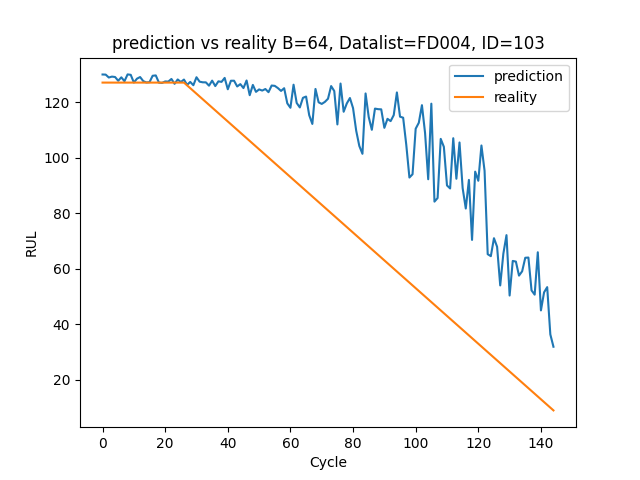 prediction vs reality B=64, Datalist=FD004, ID=103
prediction
reality
RUL
120
100
80
60
40
20
0 20 40 60 80 100 120 140
Cycle